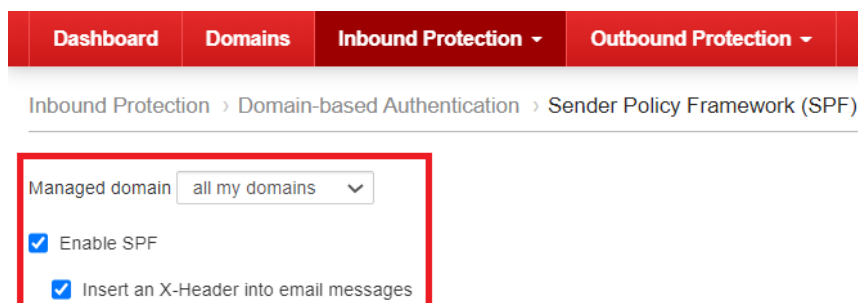 Dashboard Domains Inbound Protection Outbound Protection
Inbound Protection › Domain-based Authentication › Sender Policy Framework (SPF)
Managed domain all my domains
Enable SPF
Insert an X-Header into email messages